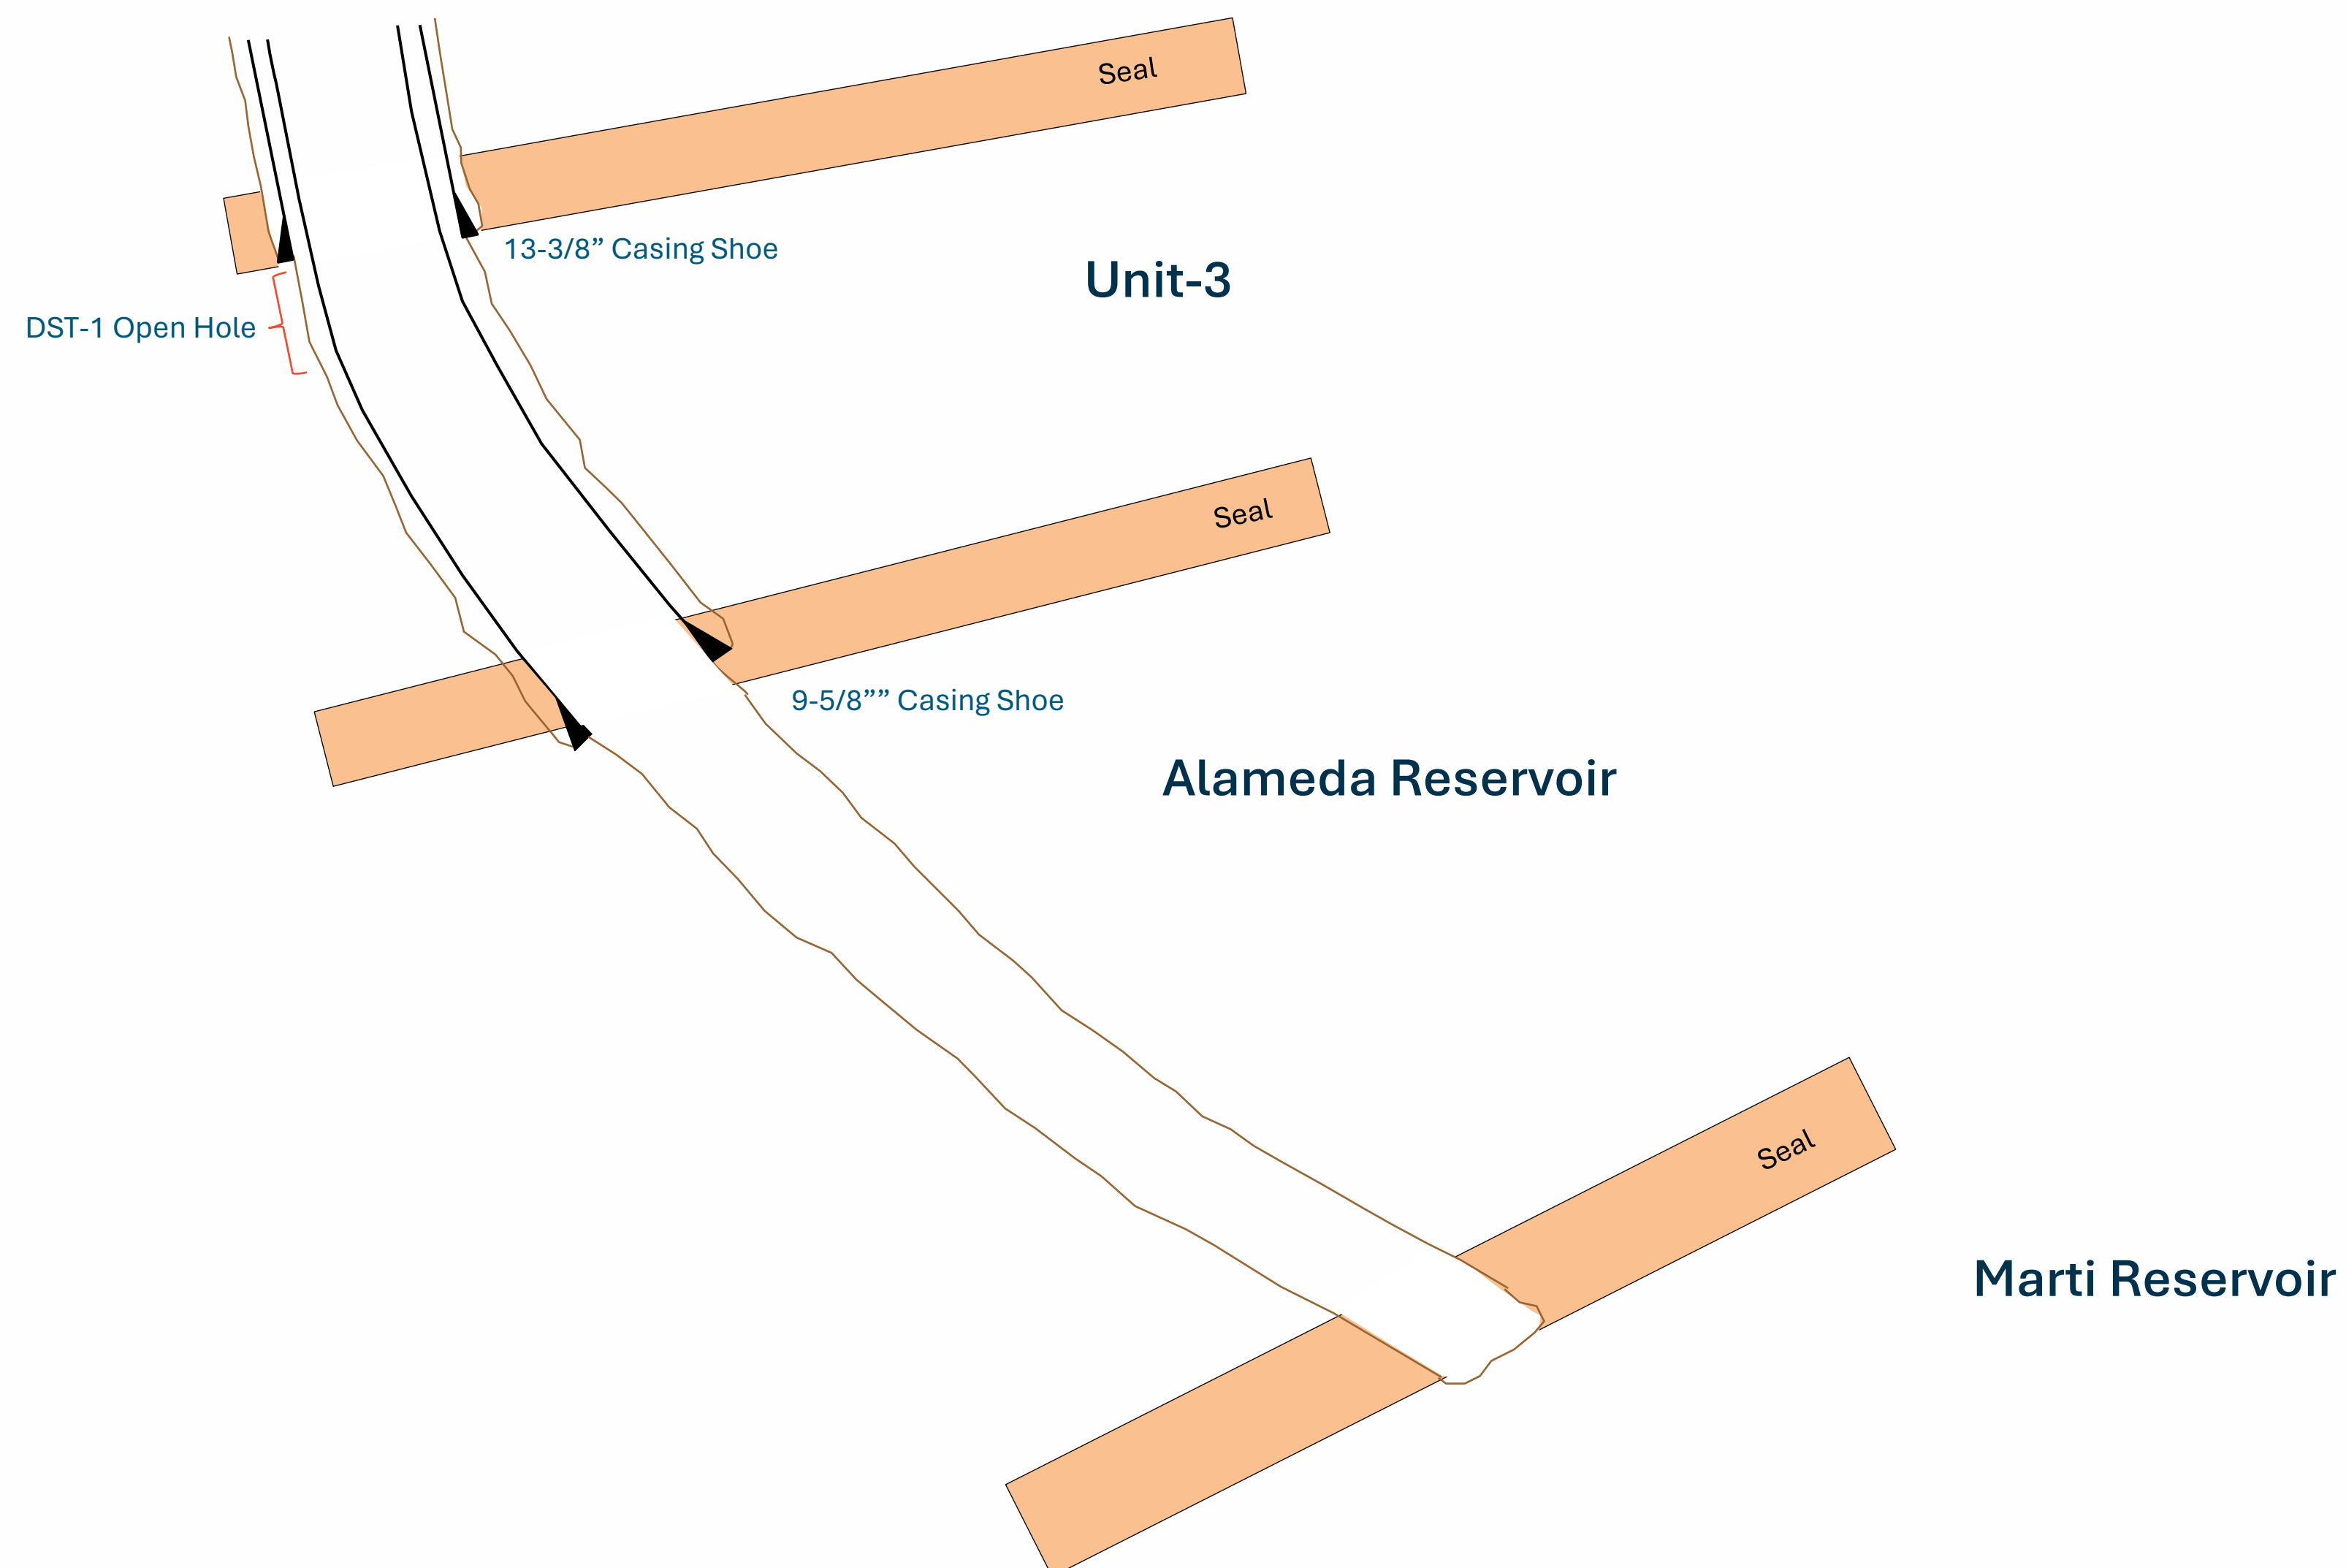 Seal
13-3/8” Casing Shoe
Unit-3
DST-1 Open Hole
Seal
9-5/8”” Casing Shoe
Alameda Reservoir
Seal
Marti Reservoir